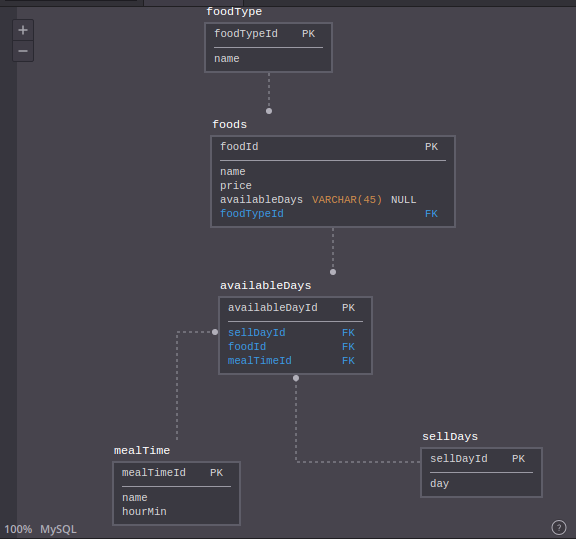 foodType
foodTypeId PK
name
+
−
foods
foodId PK
name
price
availableDays VARCHAR(45) NULL
foodTypeId FK
availableDays
availableDayId PK
sellDayId FK
foodId FK
mealTimeId FK
mealTime
mealTimeId PK
name
hourMin
sellDays
sellDayId PK
day
100% MySQL
?